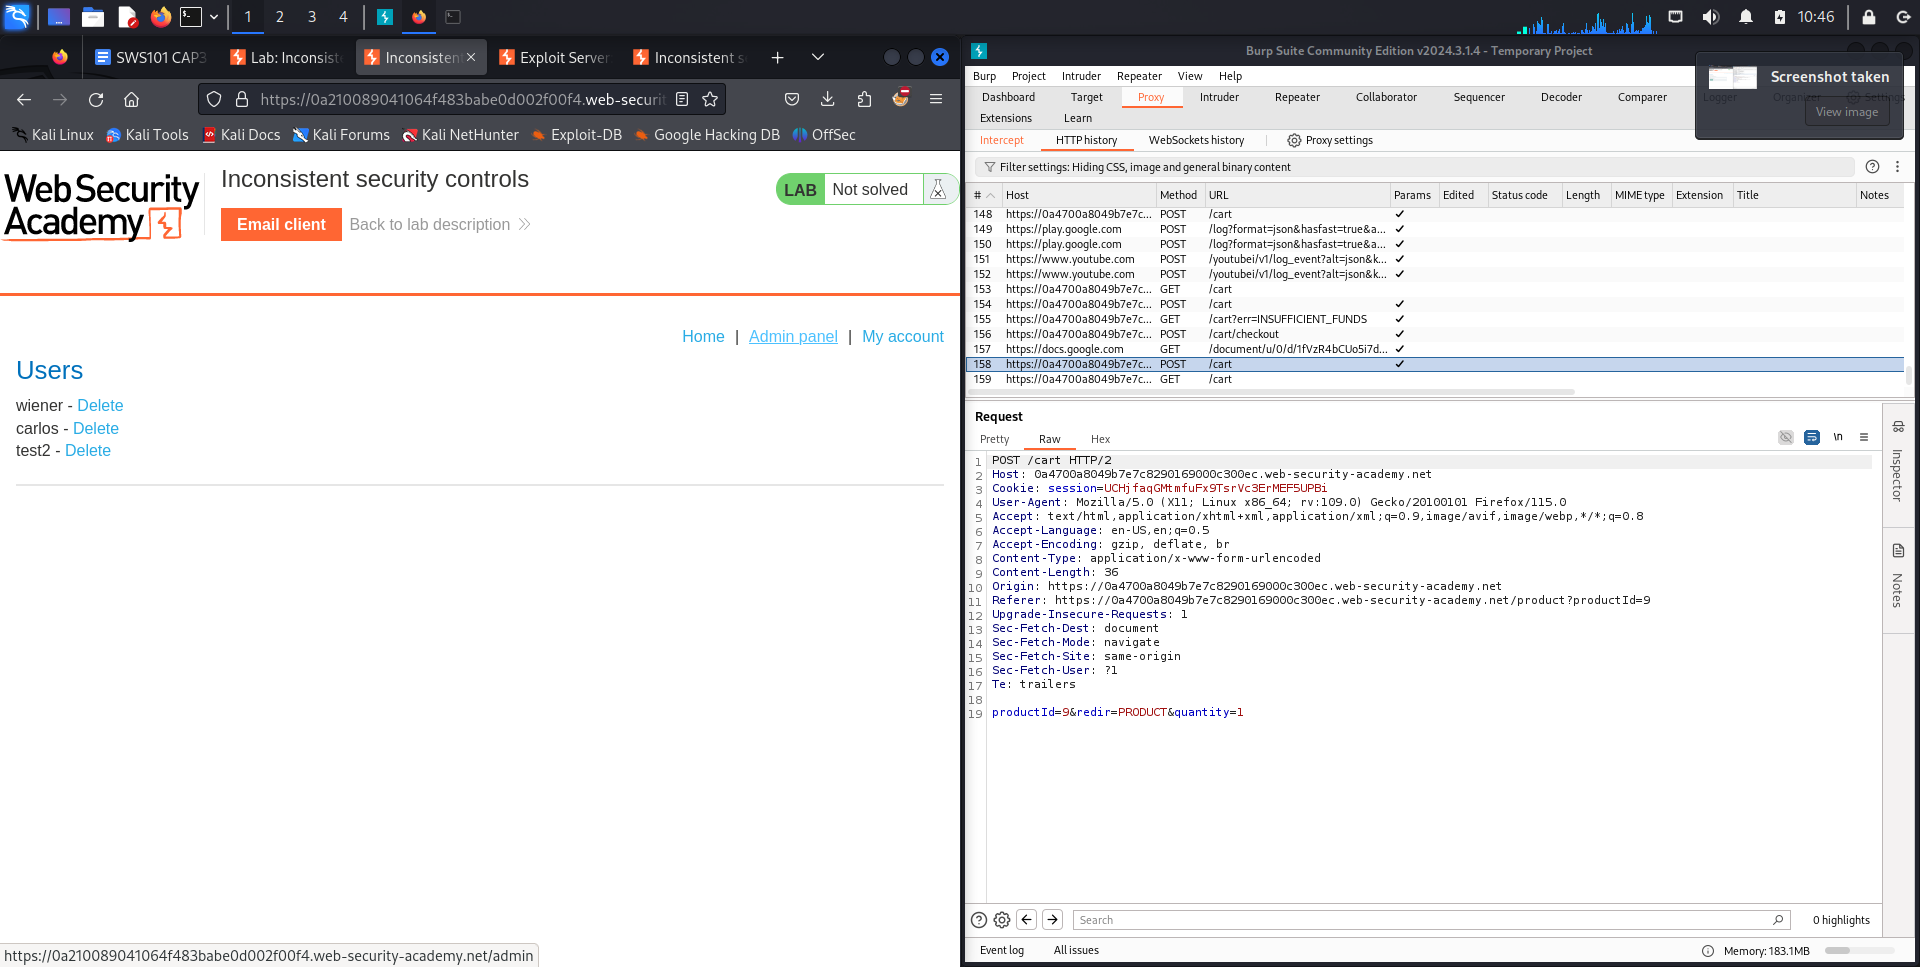 1 2 3 4 10:46
SWS101 CAP3
Lab: Inconsiste
Inconsistent
Exploit Server
Inconsistent s
https://0a210089041064f483babe0d002f00f4.web-securit
Kali Linux
Kali Tools
Kali Docs
Kali Forums
Kali NetHunter
Exploit-DB
Google Hacking DB
OffSec
Web Security
Academy
Inconsistent security controls
Email client
Back to lab description
LAB Not solved
Home | Admin panel | My account
Users
wiener - Delete
carlos - Delete
test2 - Delete
https://0a210089041064f483babe0d002f00f4.web-security-academy.net/admin
Burp Suite Community Edition v2024.3.1.4 - Temporary Project
Burp Project Intruder Repeater View Help
Dashboard Target Proxy Intruder Repeater Collaborator Sequencer Decoder Comparer Logger Organizer Settings
Extensions Learn
Screenshot taken
View image
Intercept HTTP history WebSockets history Proxy settings
Filter settings: Hiding CSS, image and general binary content
# Host Method URL Params Edited Status code Length MIME type Extension Title Notes
148 https://0a4700a8049b7e7c... POST /cart ✓
149 https://play.google.com POST /log?format=json&hasfast=true&a... ✓
150 https://play.google.com POST /log?format=json&hasfast=true&a... ✓
151 https://www.youtube.com POST /youtubei/v1/log_event?alt=json&k... ✓
152 https://www.youtube.com POST /youtubei/v1/log_event?alt=json&k... ✓
153 https://0a4700a8049b7e7c... GET /cart
154 https://0a4700a8049b7e7c... POST /cart ✓
155 https://0a4700a8049b7e7c... GET /cart?err=INSUFFICIENT_FUNDS ✓
156 https://0a4700a8049b7e7c... POST /cart/checkout ✓
157 https://docs.google.com GET /document/u/0/d/1fVzR4bCUo5i7d... ✓
158 https://0a4700a8049b7e7c... POST /cart ✓
159 https://0a4700a8049b7e7c... GET /cart
Request
Pretty Raw Hex
\n
1 POST /cart HTTP/2
2 Host: 0a4700a8049b7e7c8290169000c300ec.web-security-academy.net
3 Cookie: session=UCHjfaqGMtmfuFx9TsrVc3ErMEF5UPBi
4 User-Agent: Mozilla/5.0 (X11; Linux x86_64; rv:109.0) Gecko/20100101 Firefox/115.0
5 Accept: text/html,application/xhtml+xml,application/xml;q=0.9,image/avif,image/webp,*/*;q=0.8
6 Accept-Language: en-US,en;q=0.5
7 Accept-Encoding: gzip, deflate, br
8 Content-Type: application/x-www-form-urlencoded
9 Content-Length: 36
10 Origin: https://0a4700a8049b7e7c8290169000c300ec.web-security-academy.net
11 Referer: https://0a4700a8049b7e7c8290169000c300ec.web-security-academy.net/product?productId=9
12 Upgrade-Insecure-Requests: 1
13 Sec-Fetch-Dest: document
14 Sec-Fetch-Mode: navigate
15 Sec-Fetch-Site: same-origin
16 Sec-Fetch-User: ?1
17 Te: trailers
18
19 productId=9&redir=PRODUCT&quantity=1
Inspector
Notes
Search
0 highlights
Event log All issues
Memory: 183.1MB